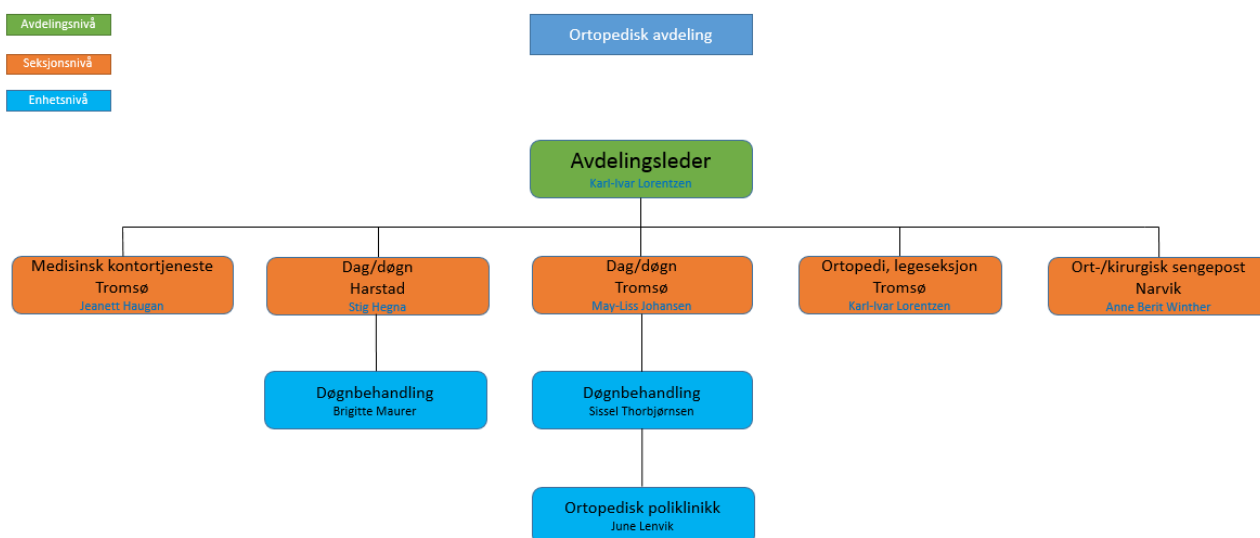 Avdelingsnivå
Seksjonsnivå
Enhetsnivå
Ortopedisk avdeling
Avdelingsleder
Karl-Ivar Lorentzen
Medisinsk kontortjeneste
Tromsø
Jeanett Haugan
Dag/døgn
Harstad
Stig Hegna
Dag/døgn
Tromsø
May-Liss Johansen
Ortopedi, legeseksjon
Tromsø
Karl-Ivar Lorentzen
Ort-/kirurgisk sengepost
Narvik
Anne Berit Winther
Døgnbehandling
Brigitte Maurer
Døgnbehandling
Sissel Thorbjørnsen
Ortopedisk poliklinikk
June Lenvik